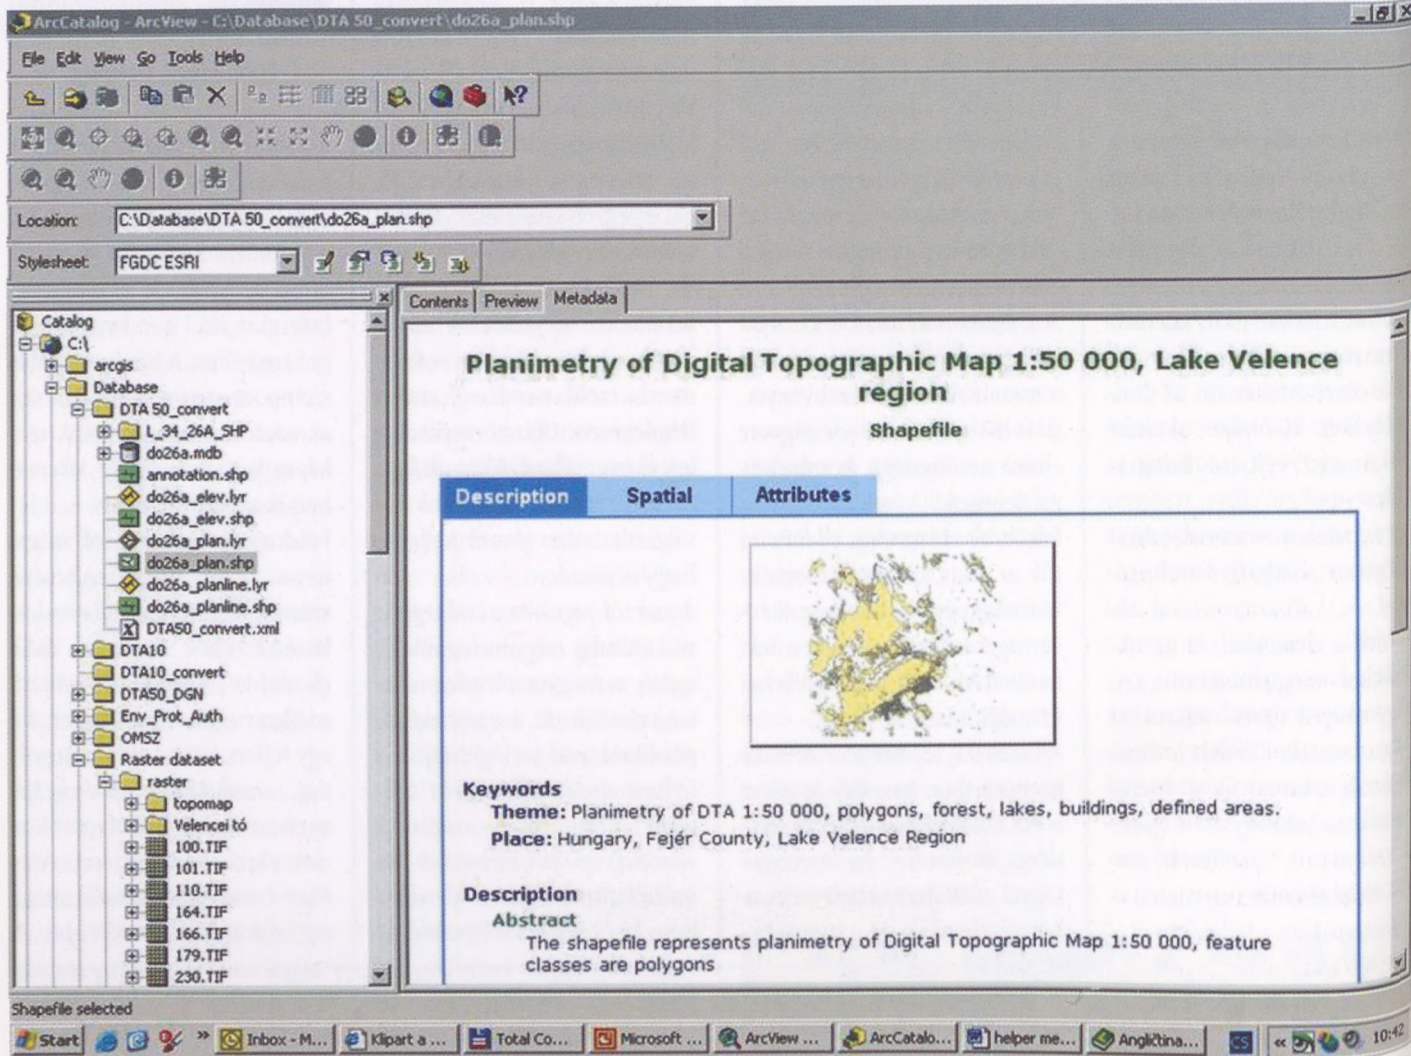 ArcCatalog - ArcView - C:\Database\DTA 50_convert\do26a_plan.shp
File Edit View Go Tools Help
Location: C:\Database\DTA 50_convert\do26a_plan.shp
Stylesheet: FGDC ESRI
Contents Preview Metadata
Catalog
C:\
arcgis
Database
DTA 50_convert
L_34_26A_SHP
do26a.mdb
annotation.shp
do26a_elev.lyr
do26a_elev.shp
do26a_plan.lyr
do26a_plan.shp
do26a_planline.lyr
do26a_planline.shp
DTA50_convert .xml
DTA10
DTA10_convert
DTA50_DGN
Env_Prot_Auth
OMSZ
Raster dataset
raster
topomap
Velencei tó
100.TIF
101.TIF
110.TIF
164.TIF
166.TIF
179.TIF
230.TIF
Planimetry of Digital Topographic Map 1:50 000, Lake Velence
region
Shapefile
Description Spatial Attributes
Keywords
Theme: Planimetry of DTA 1:50 000, polygons, forest, lakes, buildings, defined areas,
Place: Hungary, Fejér County, Lake Velence Region
Description
Abstract
The shapefile represents planimetry of Digital Topographic Map 1:50 000, feature
classes are polygons
Shapefile selected
Start » Inbox - M... Klipart a ... Total Co... Microsoft ... ArcView ... ArcCatalo... helper me... Angličtina... CS « 10:42